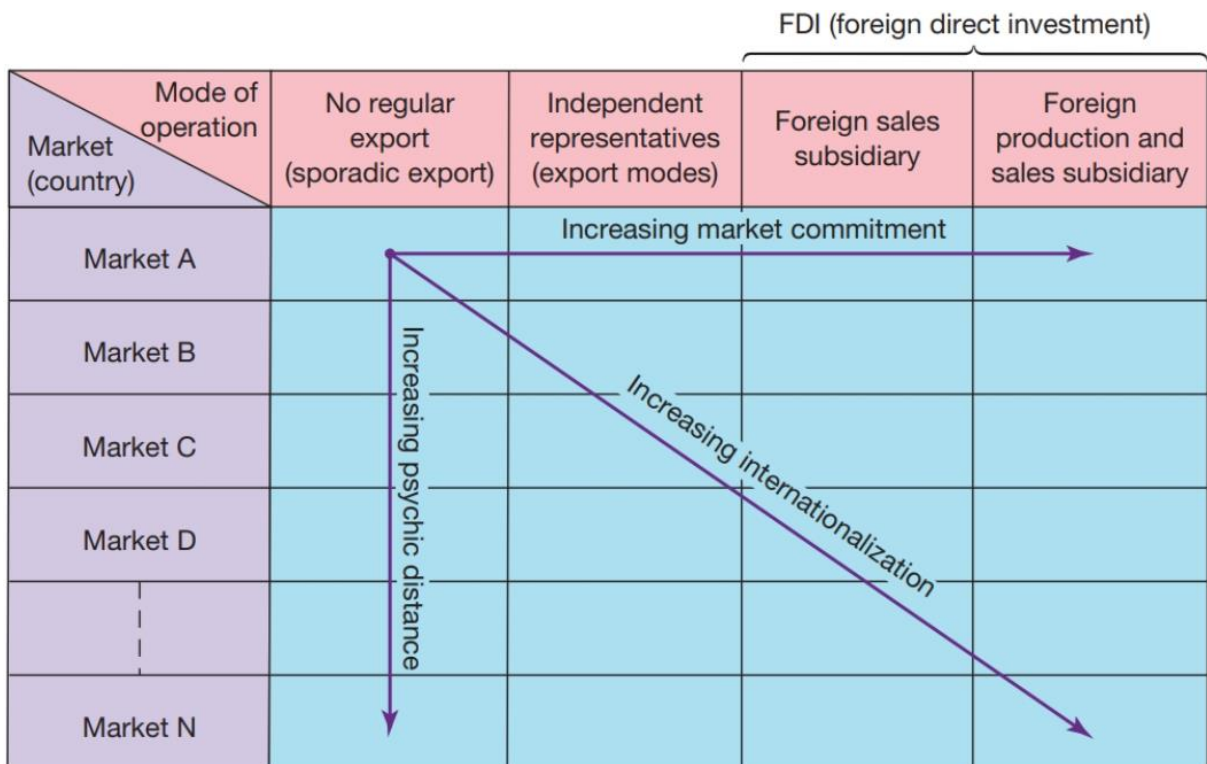 FDI (foreign direct investment)
Mode of
operation
Market
(country)
No regular
export
(sporadic export)
Independent
representatives
(export modes)
Foreign sales
subsidiary
Foreign
production and
sales subsidiary
Market A
Increasing market commitment
Market B
Market C
Market D
Market N
Increasing psychic distance
Increasing internationalization